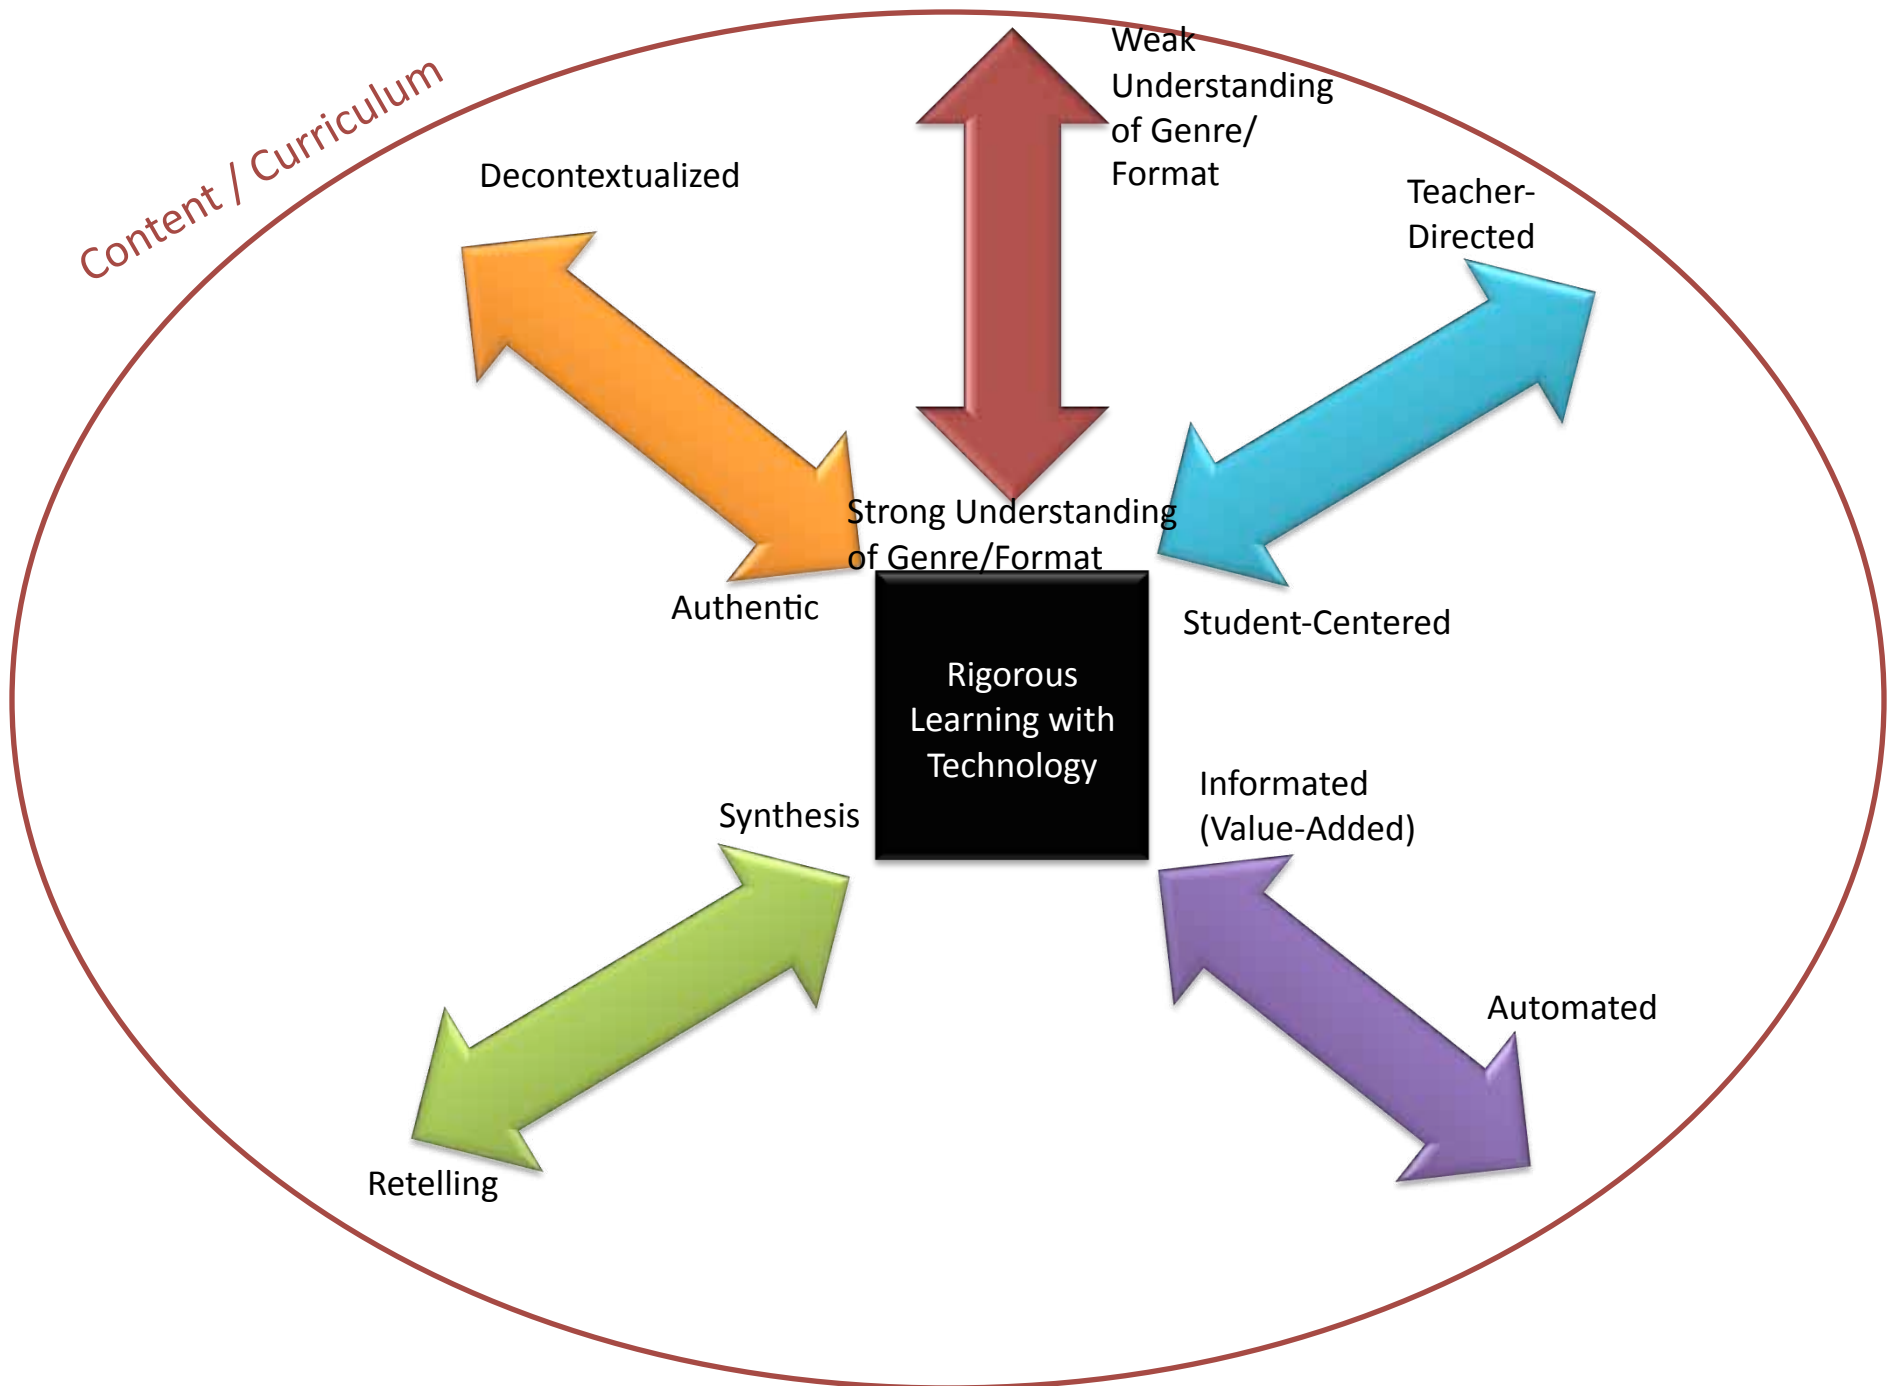 Content / Curriculum
Weak
Understanding
of Genre/
Format
Decontextualized
Teacher-
Directed
Strong Understanding
of Genre/Format
Authentic
Student-Centered
Rigorous
Learning with
Technology
Synthesis
Informated
(Value-Added)
Automated
Retelling